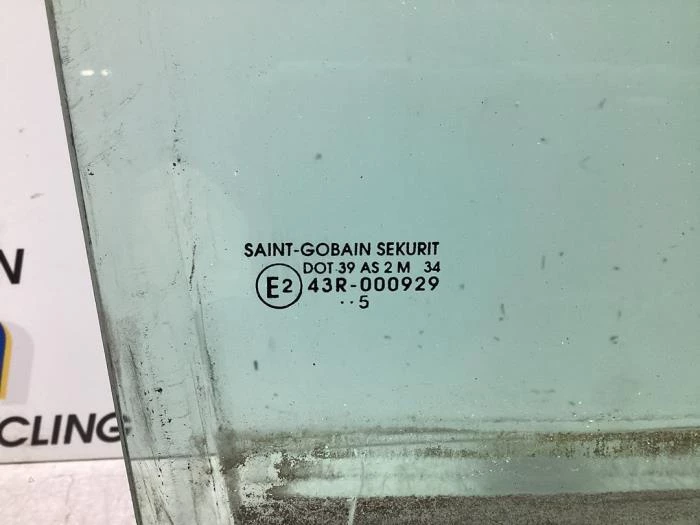 SAINT-GOBAIN SEKURIT
DOT 39 AS 2 M 34
E2 43R-000929
··5
N
CLING